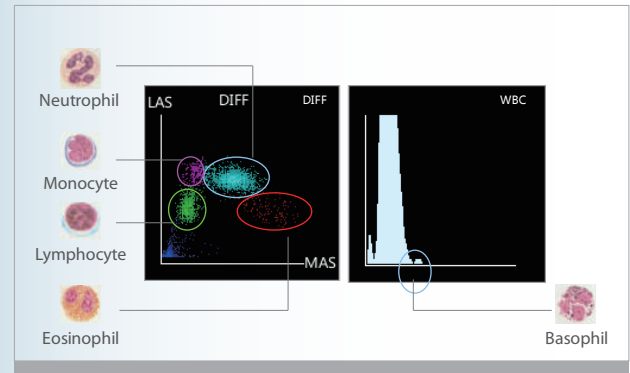 Neutrophil
Monocyte
Lymphocyte
Eosinophil
LAS
DIFF
DIFF
MAS
WBC
Basophil